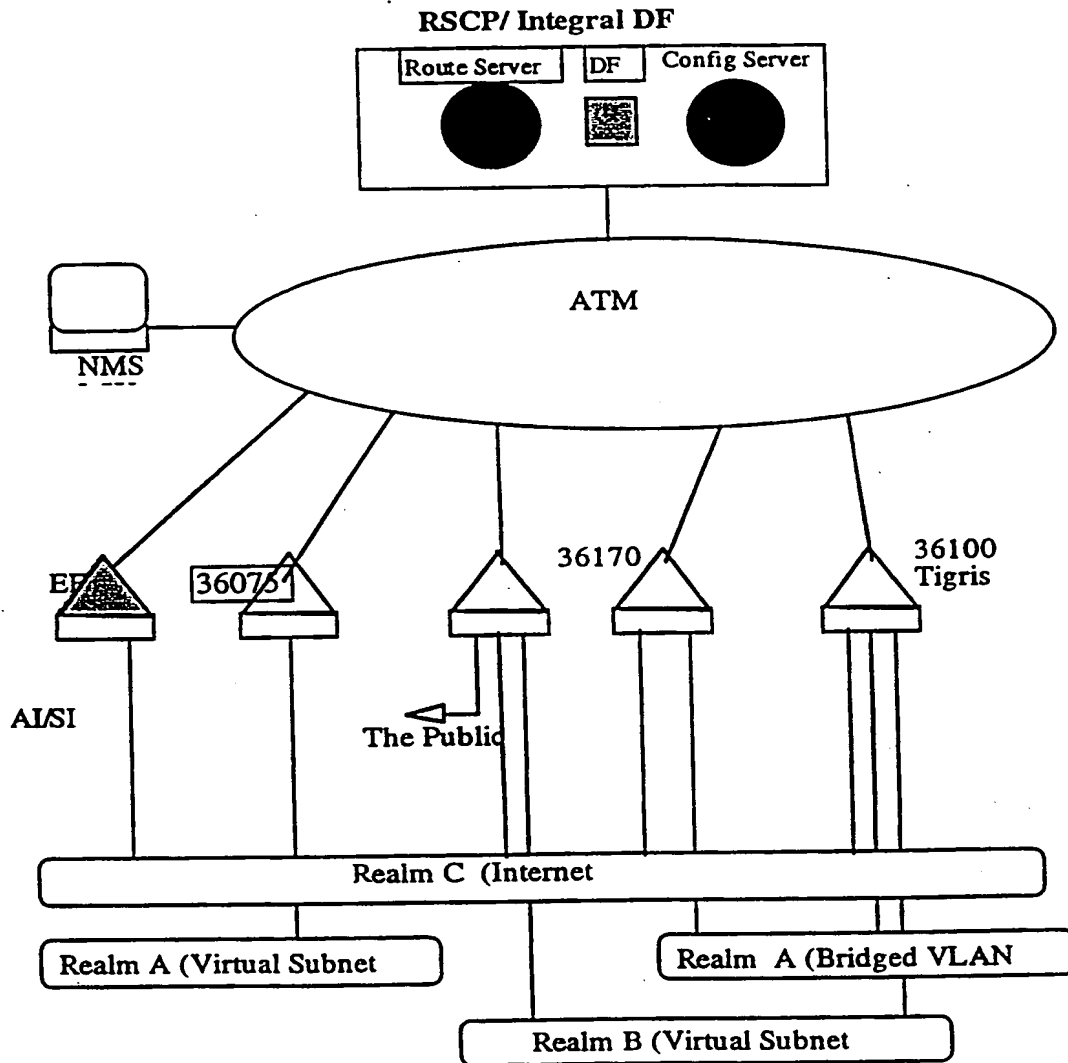 RSCP/ Integral DF
Route Server
DF
Config Server
ATM
NMS
36075
36170
36100
Tigris
AI/SI
The Public
Realm C (Internet
Realm A (Virtual Subnet
Realm A (Bridged VLAN
Realm B (Virtual Subnet